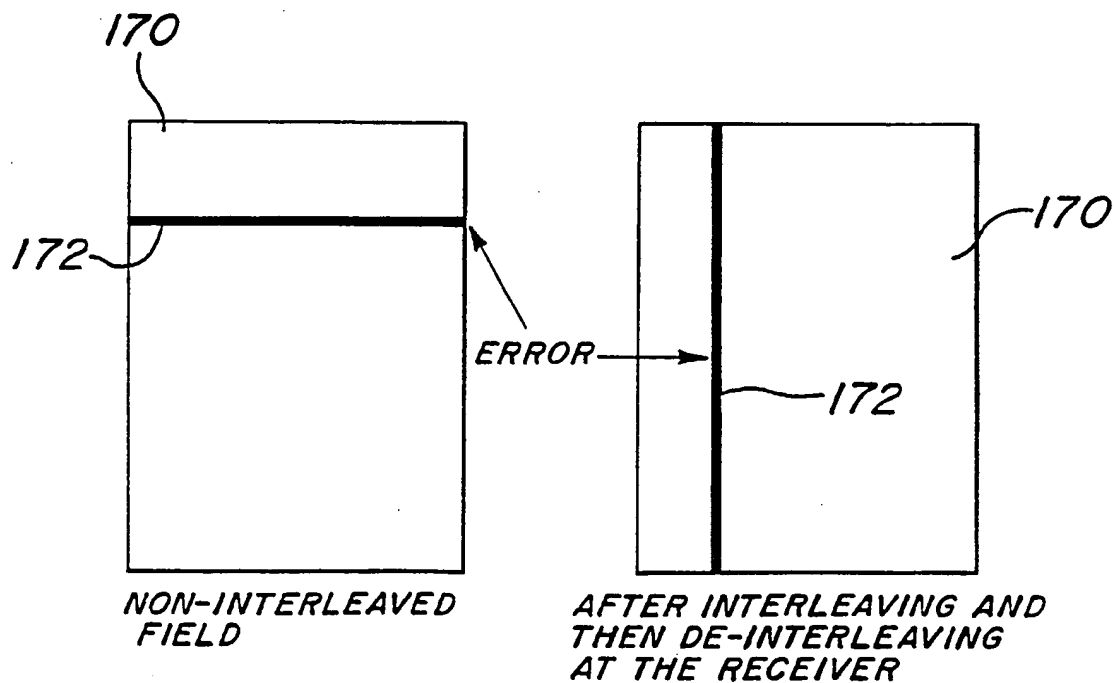 170
172
ERROR
170
172
NON-INTERLEAVED
FIELD
AFTER INTERLEAVING AND
THEN DE-INTERLEAVING
AT THE RECEIVER